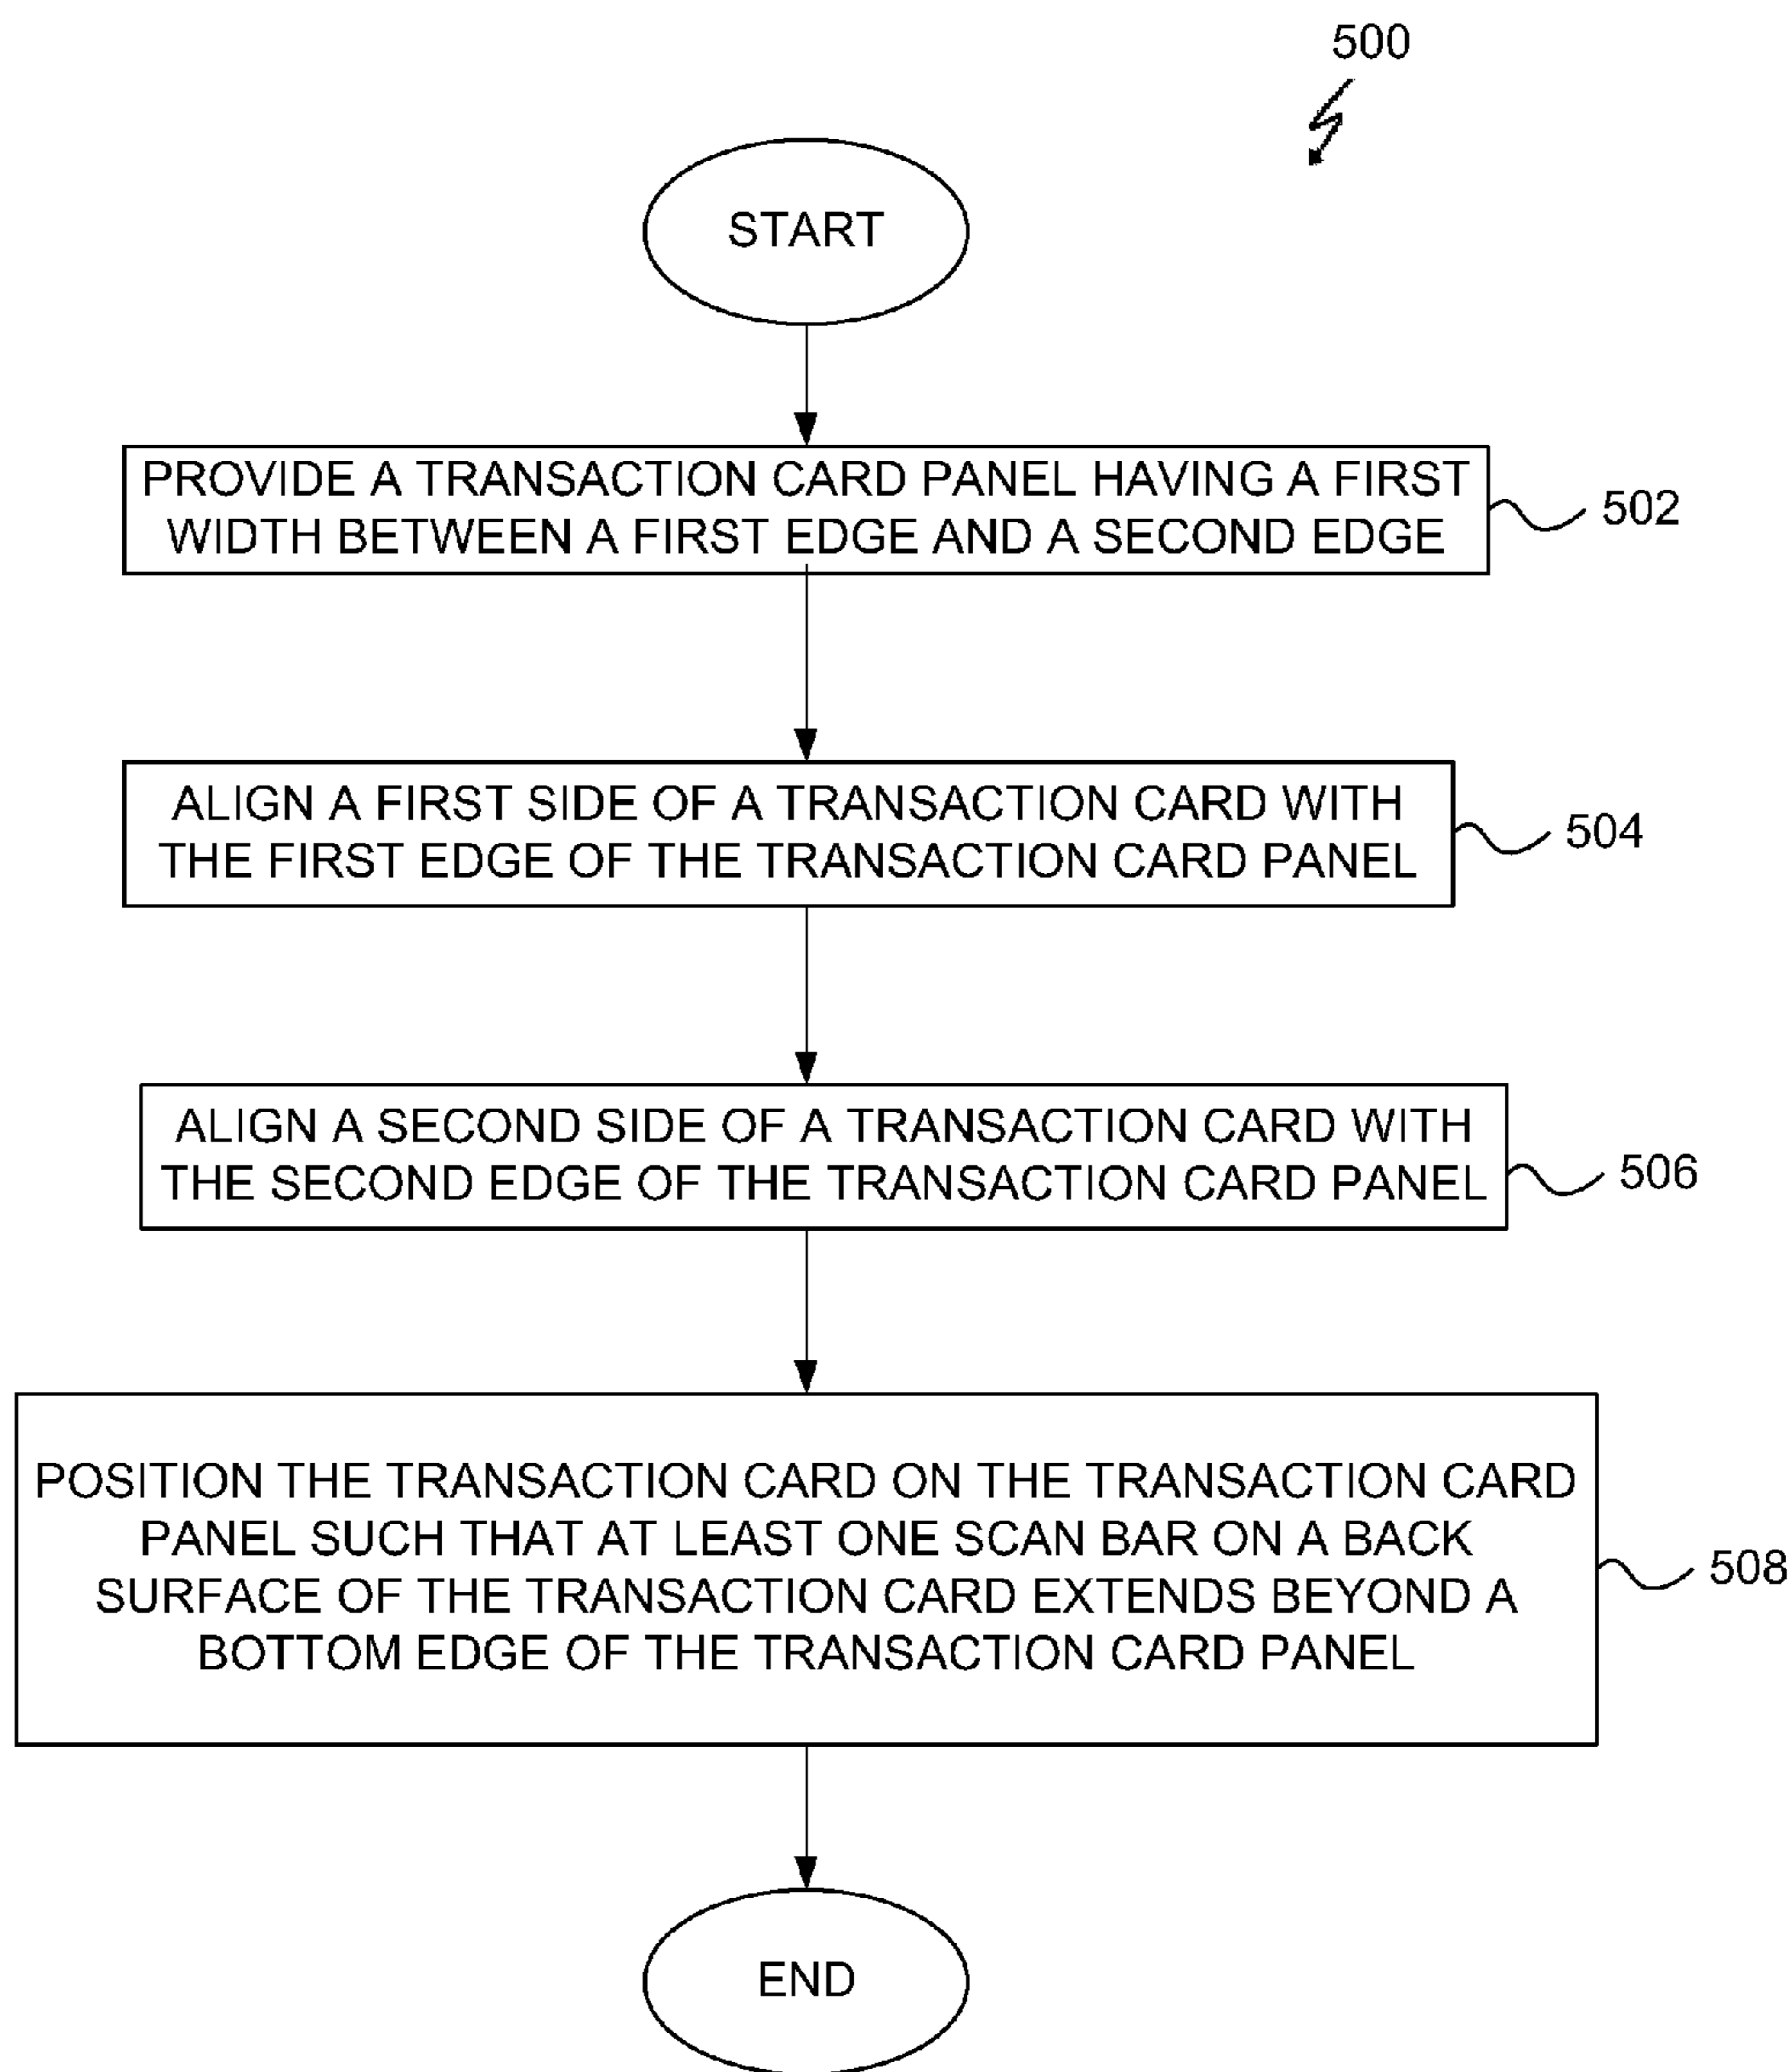 500
START
PROVIDE A TRANSACTION CARD PANEL HAVING A FIRST
WIDTH BETWEEN A FIRST EDGE AND A SECOND EDGE
502
ALIGN A FIRST SIDE OF A TRANSACTION CARD WITH
THE FIRST EDGE OF THE TRANSACTION CARD PANEL
504
ALIGN A SECOND SIDE OF A TRANSACTION CARD WITH
THE SECOND EDGE OF THE TRANSACTION CARD PANEL
506
POSITION THE TRANSACTION CARD ON THE TRANSACTION CARD
PANEL SUCH THAT AT LEAST ONE SCAN BAR ON A BACK
SURFACE OF THE TRANSACTION CARD EXTENDS BEYOND A
BOTTOM EDGE OF THE TRANSACTION CARD PANEL
508
END